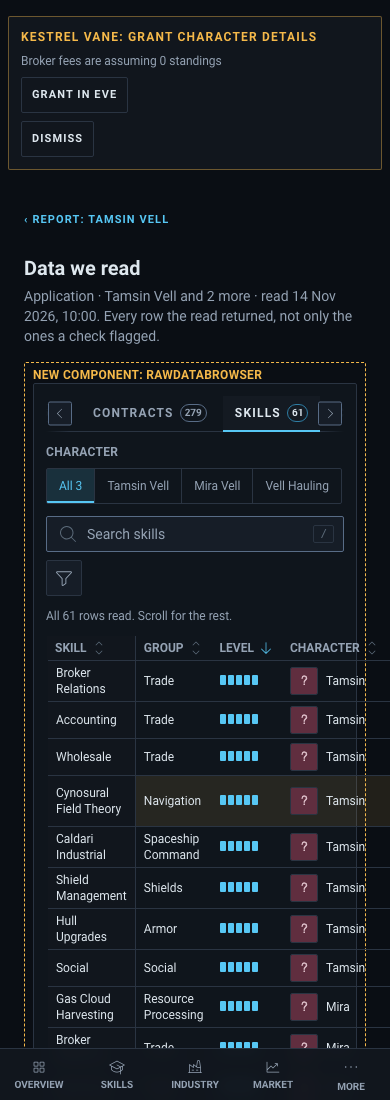 KESTREL VANE: GRANT CHARACTER DETAILS
Broker fees are assuming 0 standings
GRANT IN EVE
DISMISS
‹ REPORT: TAMSIN VELL
Data we read
Application · Tamsin Vell and 2 more · read 14 Nov
2026, 10:00. Every row the read returned, not only the
ones a check flagged.
NEW COMPONENT: RAWDATABROWSER
CONTRACTS 279 SKILLS 61
CHARACTER
All 3 Tamsin Vell Mira Vell Vell Hauling
Search skills /
All 61 rows read. Scroll for the rest.
SKILL GROUP LEVEL CHARACTER
Broker
Relations Trade ? Tamsin
Accounting Trade ? Tamsin
Wholesale Trade ? Tamsin
Cynosural
Field Theory Navigation ? Tamsin
Caldari
Industrial Spaceship
Command ? Tamsin
Shield
Management Shields ? Tamsin
Hull
Upgrades Armor ? Tamsin
Social Social ? Tamsin
Gas Cloud
Harvesting Resource
Processing ? Mira
Broker Trade ? Mira
OVERVIEW SKILLS INDUSTRY MARKET MORE